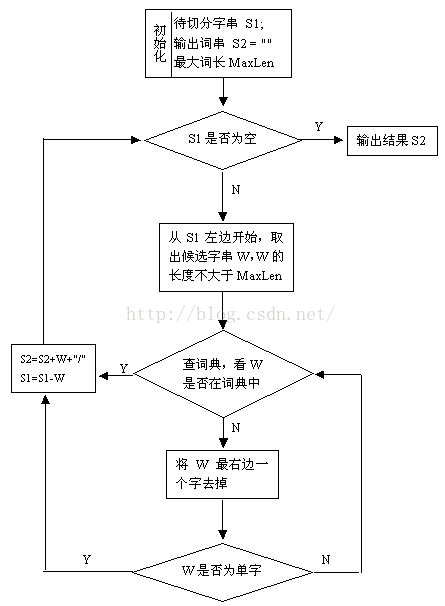 初始化
待切分字串 S1;
输出词串 S2 = ""
最大词长 MaxLen
S1 是否为空
Y
输出结果 S2
N
从 S1 左边开始，取
出候选字串 W，W 的
长度不大于 MaxLen
http://blog.csdn.net/
S2=S2+W+"/"
S1=S1-W
Y
查词典，看 W
是否在词典中
N
将 W 最右边一
个字去掉
Y
W 是否为单字
N